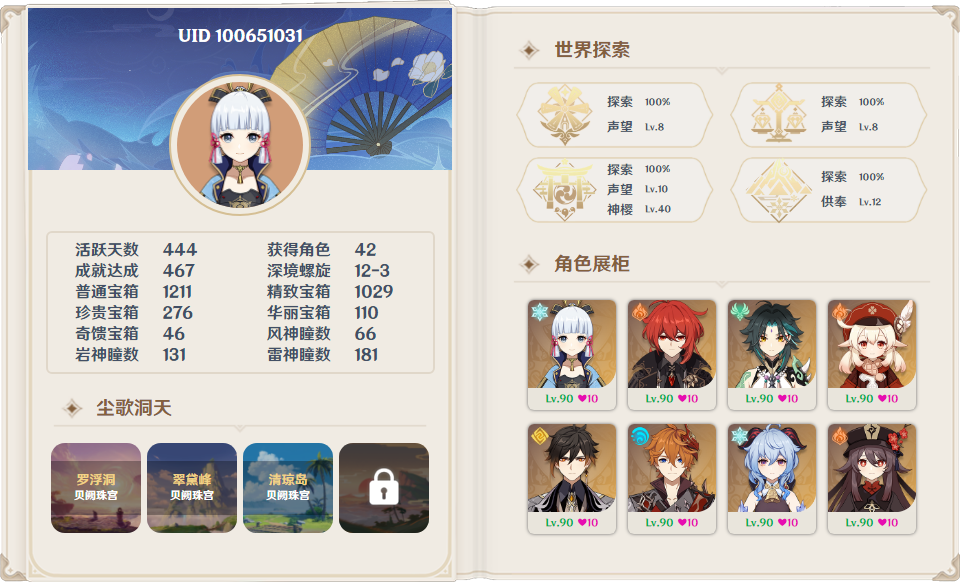 UID 100651031
活跃天数 444 获得角色 42
成就达成 467 深境螺旋 12-3
普通宝箱 1211 精致宝箱 1029
珍贵宝箱 276 华丽宝箱 110
奇馈宝箱 46 风神瞳数 66
岩神瞳数 131 雷神瞳数 181
尘歌洞天
罗浮洞 翠黛峰 清琼岛
贝阙珠宫 贝阙珠宫 贝阙珠宫
世界探索
探索 100% 探索 100%
声望 Lv.8 声望 Lv.8
探索 100%
声望 Lv.10
神樱 Lv.40
探索 100%
供奉 Lv.12
角色展柜
Lv.90 ♥10 Lv.90 ♥10 Lv.90 ♥10 Lv.90 ♥10
Lv.90 ♥10 Lv.90 ♥10 Lv.90 ♥10 Lv.90 ♥10